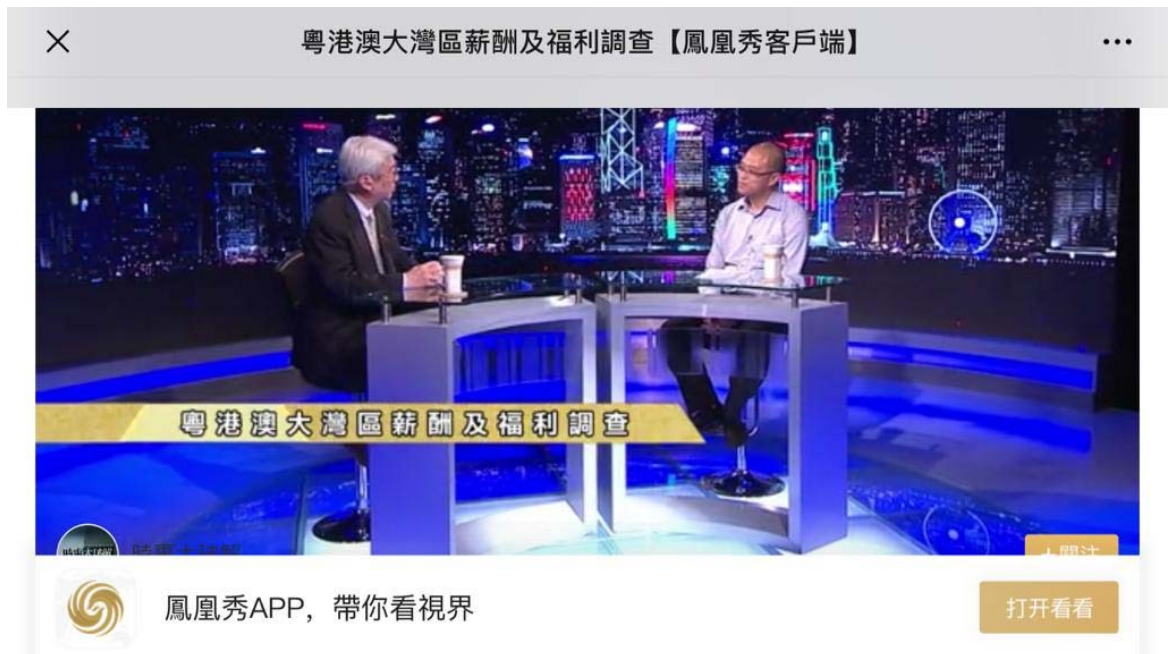 粵港澳大灣區薪酬及福利調查【鳳凰秀客戶端】
粵港澳大灣區薪酬及福利調查
+關注
鳳凰秀APP，帶你看視界
打开看看